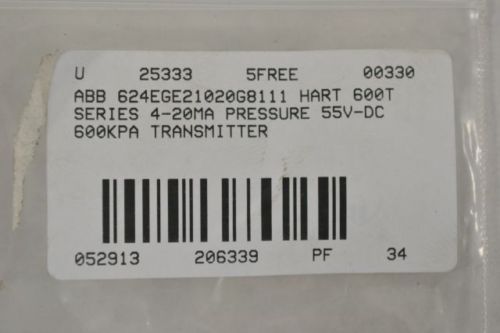 U 25333 5FREE 00330
ABB 624EGE21020G8111 HART 600T
SERIES 4-20MA PRESSURE 55V-DC
600KPA TRANSMITTER
052913 206339 PF 34